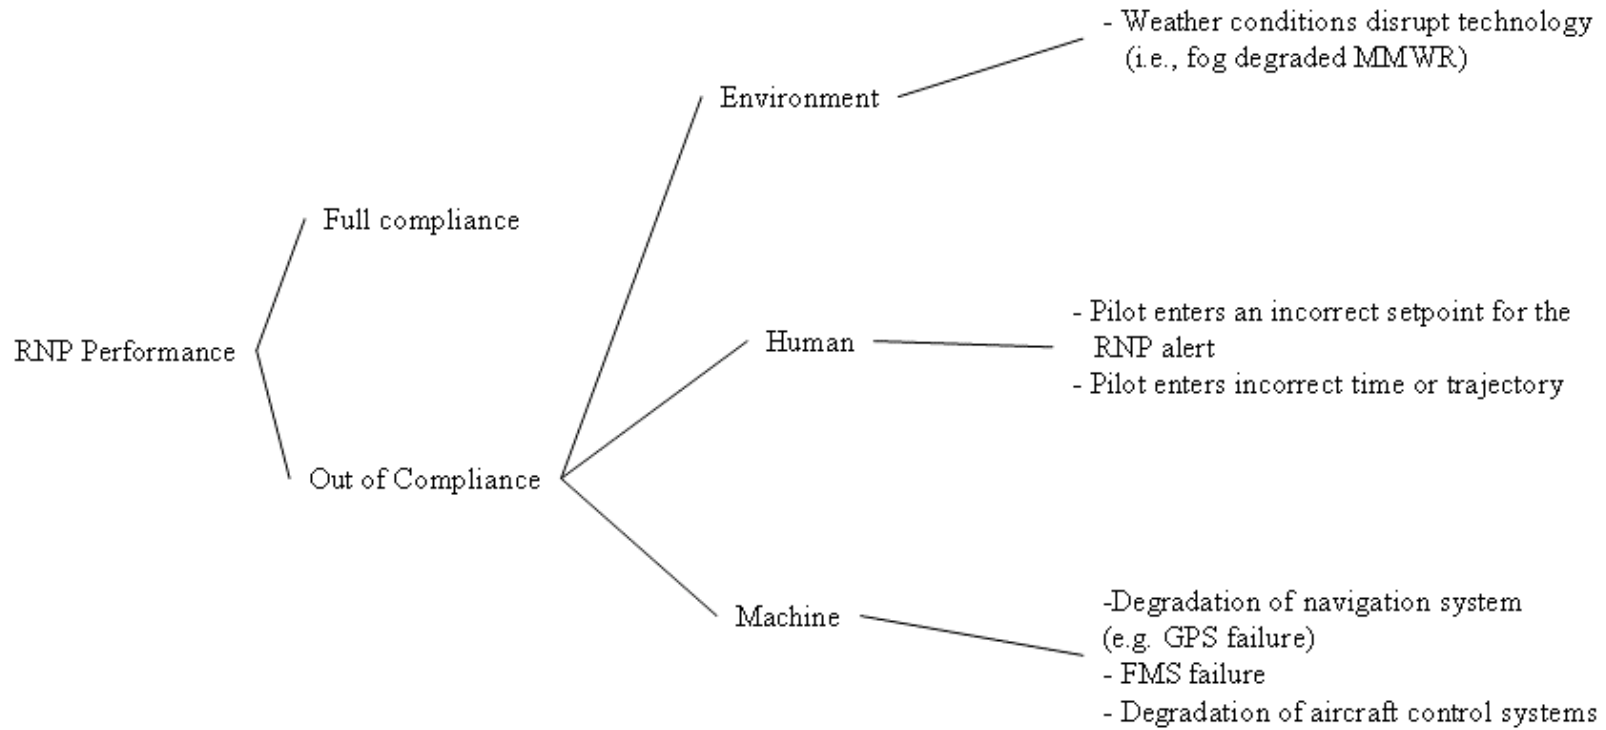 - Weather conditions disrupt technology
(i.e., fog degraded MMWR)
Environment
Full compliance
RNP Performance
- Pilot enters an incorrect setpoint for the
RNP alert
Human
- Pilot enters incorrect time or trajectory
Out of Compliance
-Degradation of navigation system
Machine
(e.g. GPS failure)
- FMS failure
- Degradation of aircraft control systems